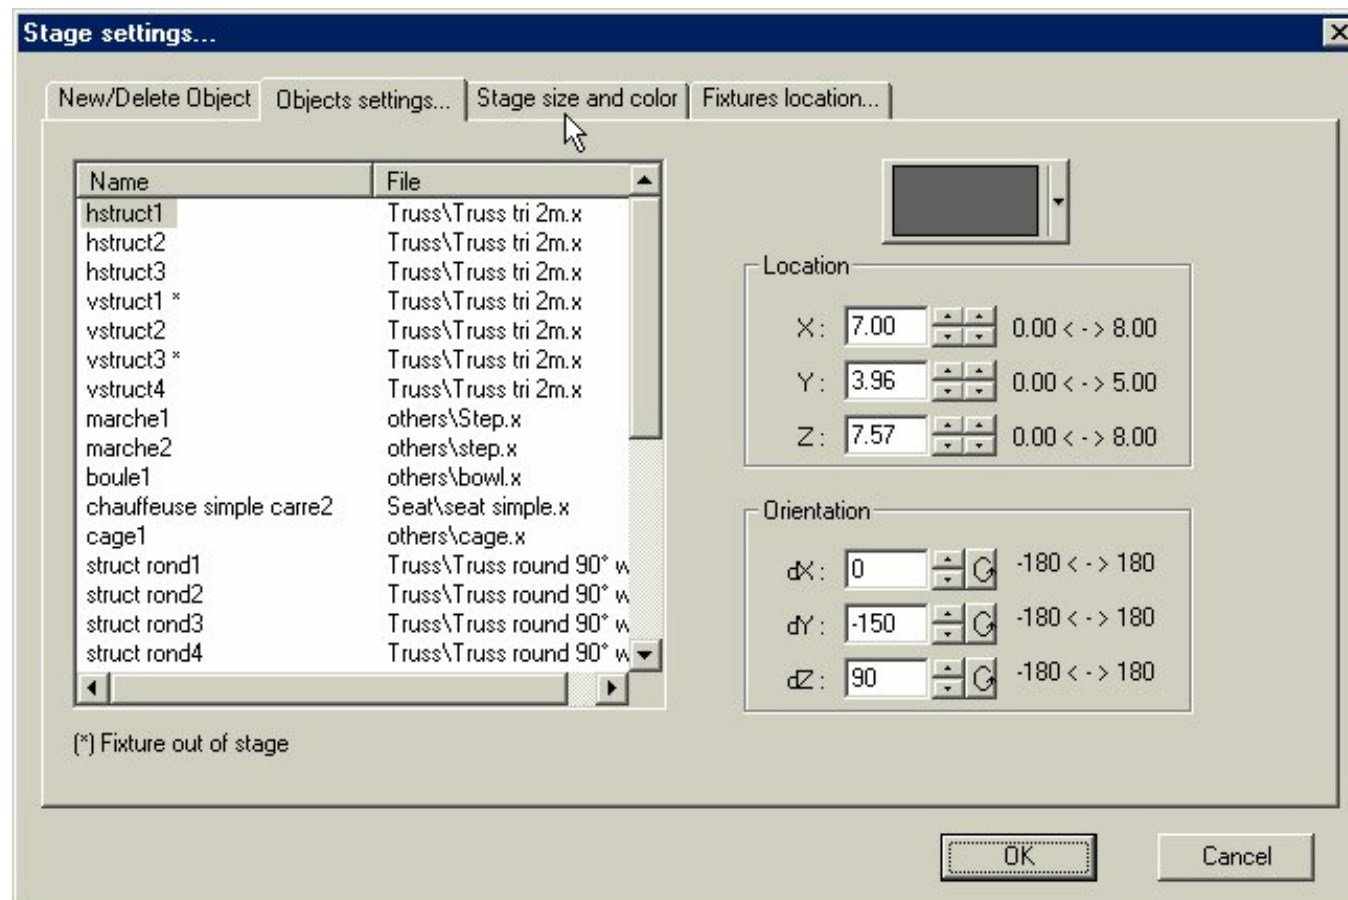 Stage settings...
New/Delete Object Objects settings... Stage size and color Fixtures location...
Name File
hstruct1 Truss\Truss tri 2m.x
hstruct2 Truss\Truss tri 2m.x
hstruct3 Truss\Truss tri 2m.x
vstruct1 * Truss\Truss tri 2m.x
vstruct2 Truss\Truss tri 2m.x
vstruct3 * Truss\Truss tri 2m.x
vstruct4 Truss\Truss tri 2m.x
marche1 others\Step.x
marche2 others\step.x
boule1 others\bowl.x
chauffeuse simple carre2 Seat\seat simple.x
cage1 others\cage.x
struct rond1 Truss\Truss round 90° w
struct rond2 Truss\Truss round 90° w
struct rond3 Truss\Truss round 90° w
struct rond4 Truss\Truss round 90° w
(*) Fixture out of stage
Location
X : 7.00 0.00 < - > 8.00
Y : 3.96 0.00 < - > 5.00
Z : 7.57 0.00 < - > 8.00
Orientation
dX : 0 -180 < - > 180
dY : -150 -180 < - > 180
dZ : 90 -180 < - > 180
OK Cancel